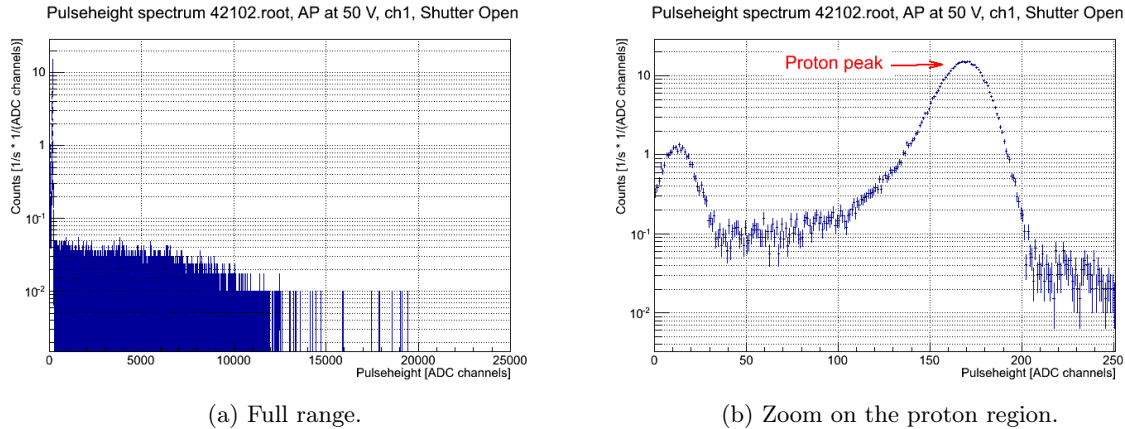 Pulseheight spectrum 42102.root, AP at 50 V, ch1, Shutter Open
Counts [1/s * 1/(ADC channels)]
10
1
10⁻¹
10⁻²
0 5000 10000 15000 20000 25000
Pulseheight [ADC channels]
(a) Full range.
Pulseheight spectrum 42102.root, AP at 50 V, ch1, Shutter Open
Counts [1/s * 1/(ADC channels)]
Proton peak
10
1
10⁻¹
10⁻²
0 50 100 150 200 250
Pulseheight [ADC channels]
(b) Zoom on the proton region.